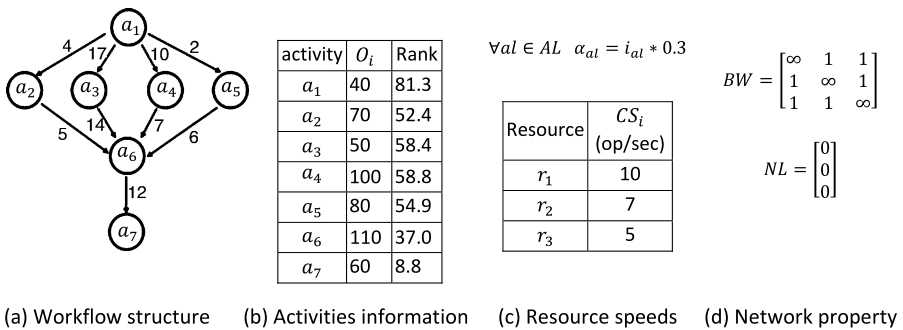 a₁
4
17
10
2
a₂
a₃
a₄
a₅
5
14
7
6
a₆
12
a₇
activity Oᵢ Rank
a₁ 40 81.3
a₂ 70 52.4
a₃ 50 58.4
a₄ 100 58.8
a₅ 80 54.9
a₆ 110 37.0
a₇ 60 8.8
∀al ∈ AL α_al = i_al * 0.3
Resource CSᵢ
(op/sec)
r₁ 10
r₂ 7
r₃ 5
BW = [∞ 1 1
1 ∞ 1
1 1 ∞]
NL = [0
0
0]
(a) Workflow structure (b) Activities information (c) Resource speeds (d) Network property